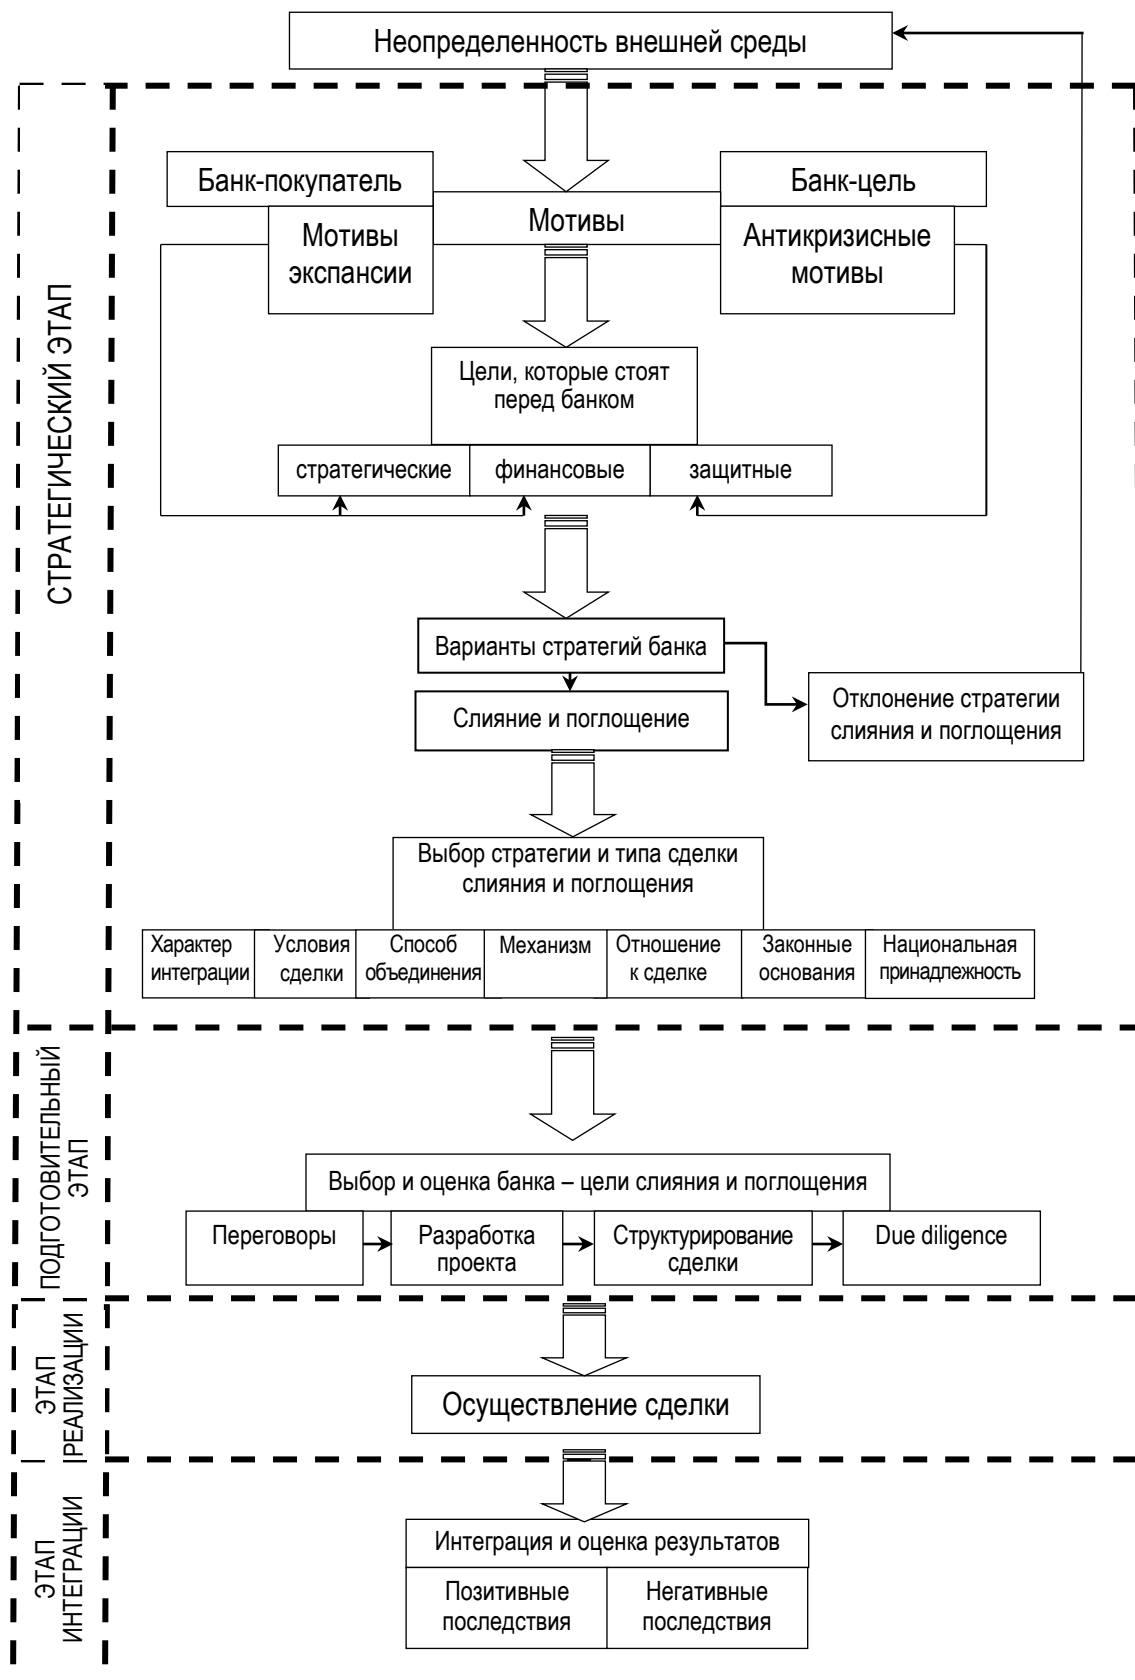 Неопределенность внешней среды
СТРАТЕГИЧЕСКИЙ ЭТАП
Банк-покупатель
Банк-цель
Мотивы
Мотивы
экспансии
Антикризисные
мотивы
Цели, которые стоят
перед банком
стратегические
финансовые
защитные
Варианты стратегий банка
Слияние и поглощение
Отклонение стратегии
слияния и поглощения
Выбор стратегии и типа сделки
слияния и поглощения
Характер
интеграции
Условия
сделки
Способ
объединения
Механизм
Отношение
к сделке
Законные
основания
Национальная
принадлежность
ПОДГОТОВИТЕЛЬНЫЙ
ЭТАП
Выбор и оценка банка – цели слияния и поглощения
Переговоры
Разработка
проекта
Структурирование
сделки
Due diligence
ЭТАП
РЕАЛИЗАЦИИ
Осуществление сделки
ЭТАП
ИНТЕГРАЦИИ
Интеграция и оценка результатов
Позитивные
последствия
Негативные
последствия